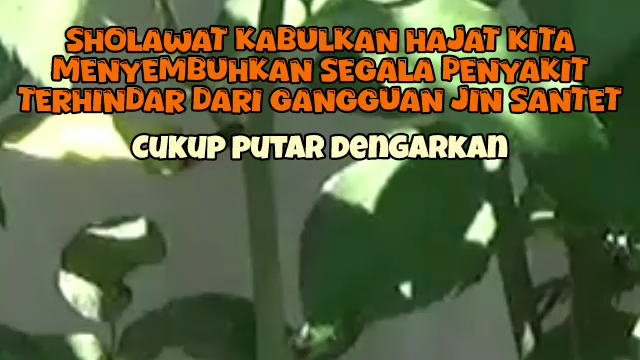 SHOLAWAT KABULKAN HAJAT KITA
MENYEMBUHKAN SEGALA PENYAKIT
TERHINDAR DARI GANGGUAN JIN SANTET
CUKUP PUTAR DENGARKAN